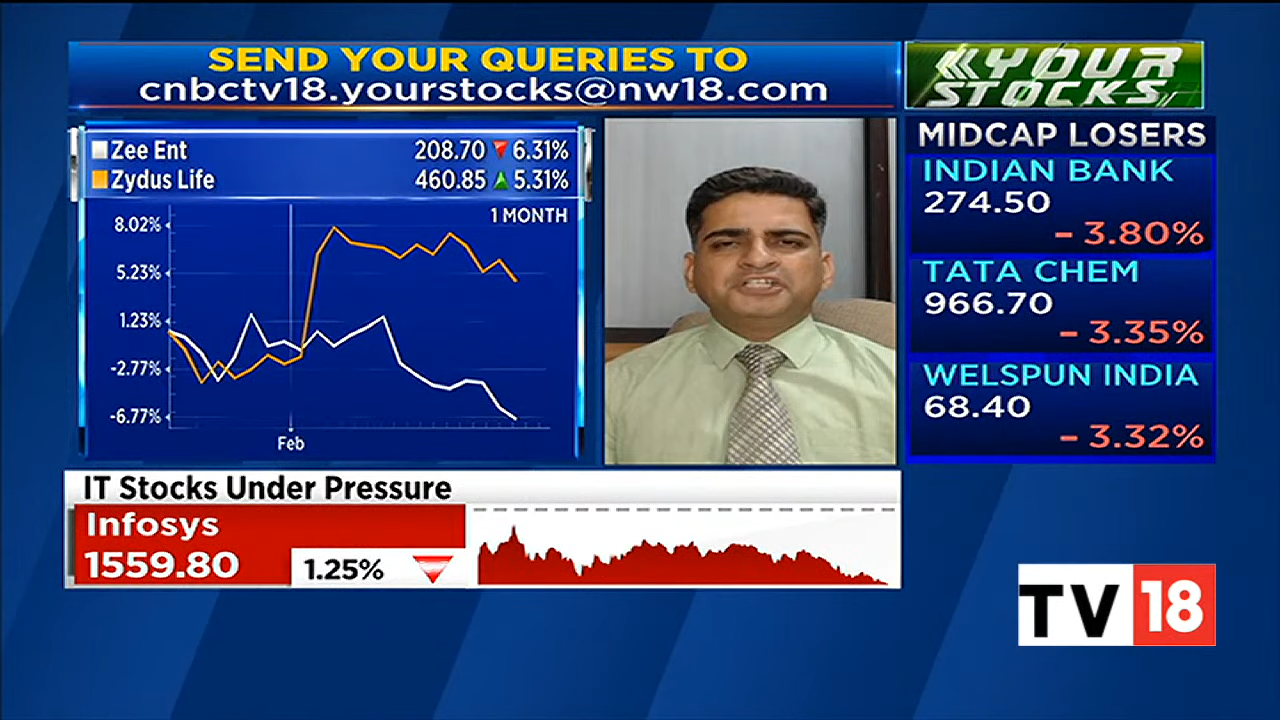 SEND YOUR QUERIES TO
cnbctv18.yourstocks@nw18.com
YOUR
STOCKS
Zee Ent 208.70 ▼ 6.31%
Zydus Life 460.85 ▲ 5.31%
1 MONTH
8.02%
5.23%
1.23%
-2.77%
-6.77%
Feb
MIDCAP LOSERS
INDIAN BANK
274.50
- 3.80%
TATA CHEM
966.70
- 3.35%
WELSPUN INDIA
68.40
- 3.32%
IT Stocks Under Pressure
Infosys
1559.80 1.25% ▼
TV 18